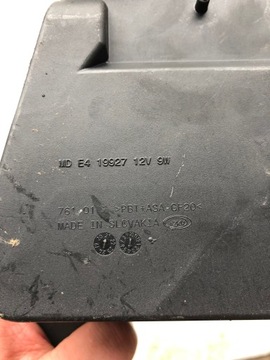 MD E4 19927 12V 9W
>PBT+ASA-GF20<
MADE IN SLOVAKIA